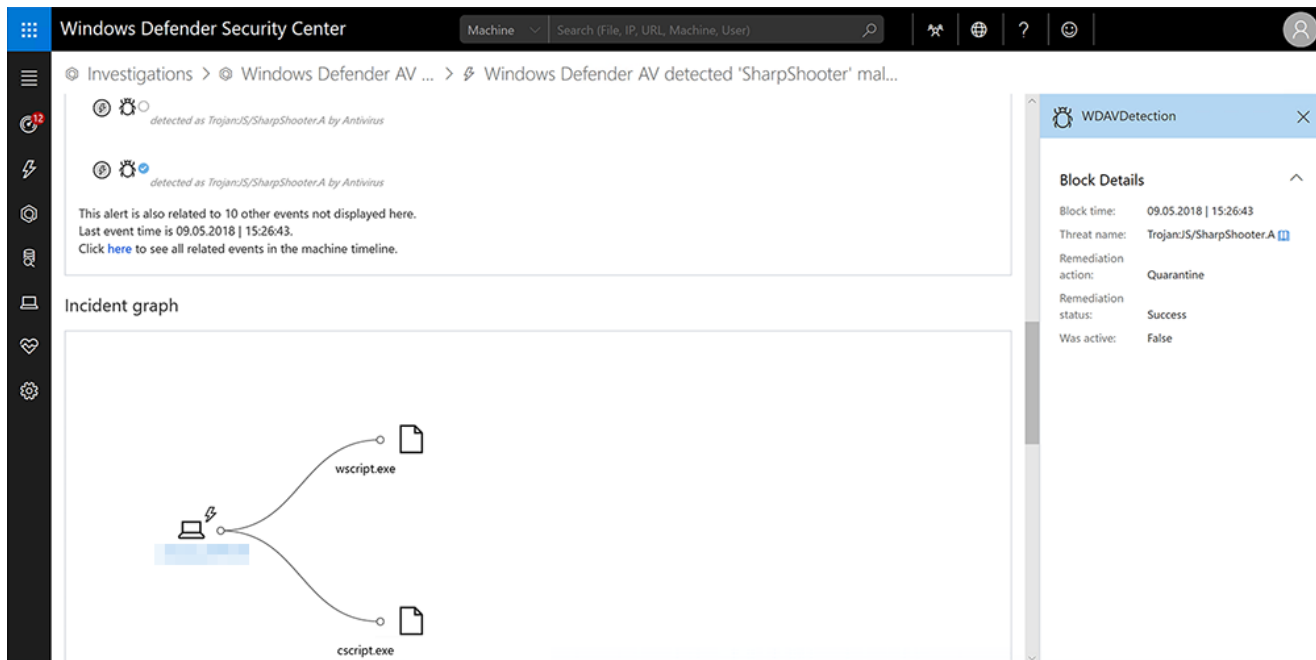 Windows Defender Security Center
Machine
Search (File, IP, URL, Machine, User)
?
Investigations > Windows Defender AV ... > Windows Defender AV detected 'SharpShooter' mal...
12
detected as Trojan:JS/SharpShooter.A by Antivirus
detected as Trojan:JS/SharpShooter.A by Antivirus
This alert is also related to 10 other events not displayed here.
Last event time is 09.05.2018 | 15:26:43.
Click here to see all related events in the machine timeline.
Incident graph
wscript.exe
cscript.exe
WDAVDetection
Block Details
Block time: 09.05.2018 | 15:26:43
Threat name: Trojan:JS/SharpShooter.A
Remediation
action: Quarantine
Remediation
status: Success
Was active: False